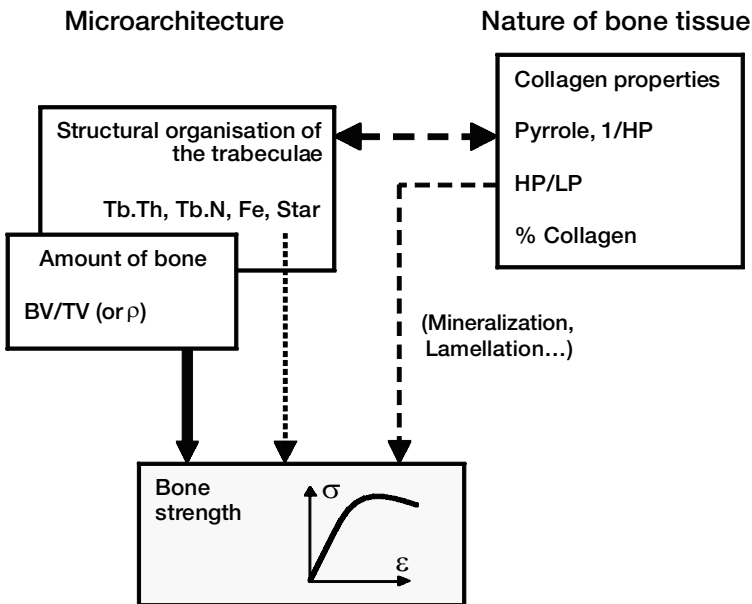 Microarchitecture
Nature of bone tissue
Structural organisation of
the trabeculae
Tb.Th, Tb.N, Fe, Star
Amount of bone
BV/TV (or ρ)
Collagen properties
Pyrrole, 1/HP
HP/LP
% Collagen
(Mineralization,
Lamellation...)
Bone
strength
σ
ε